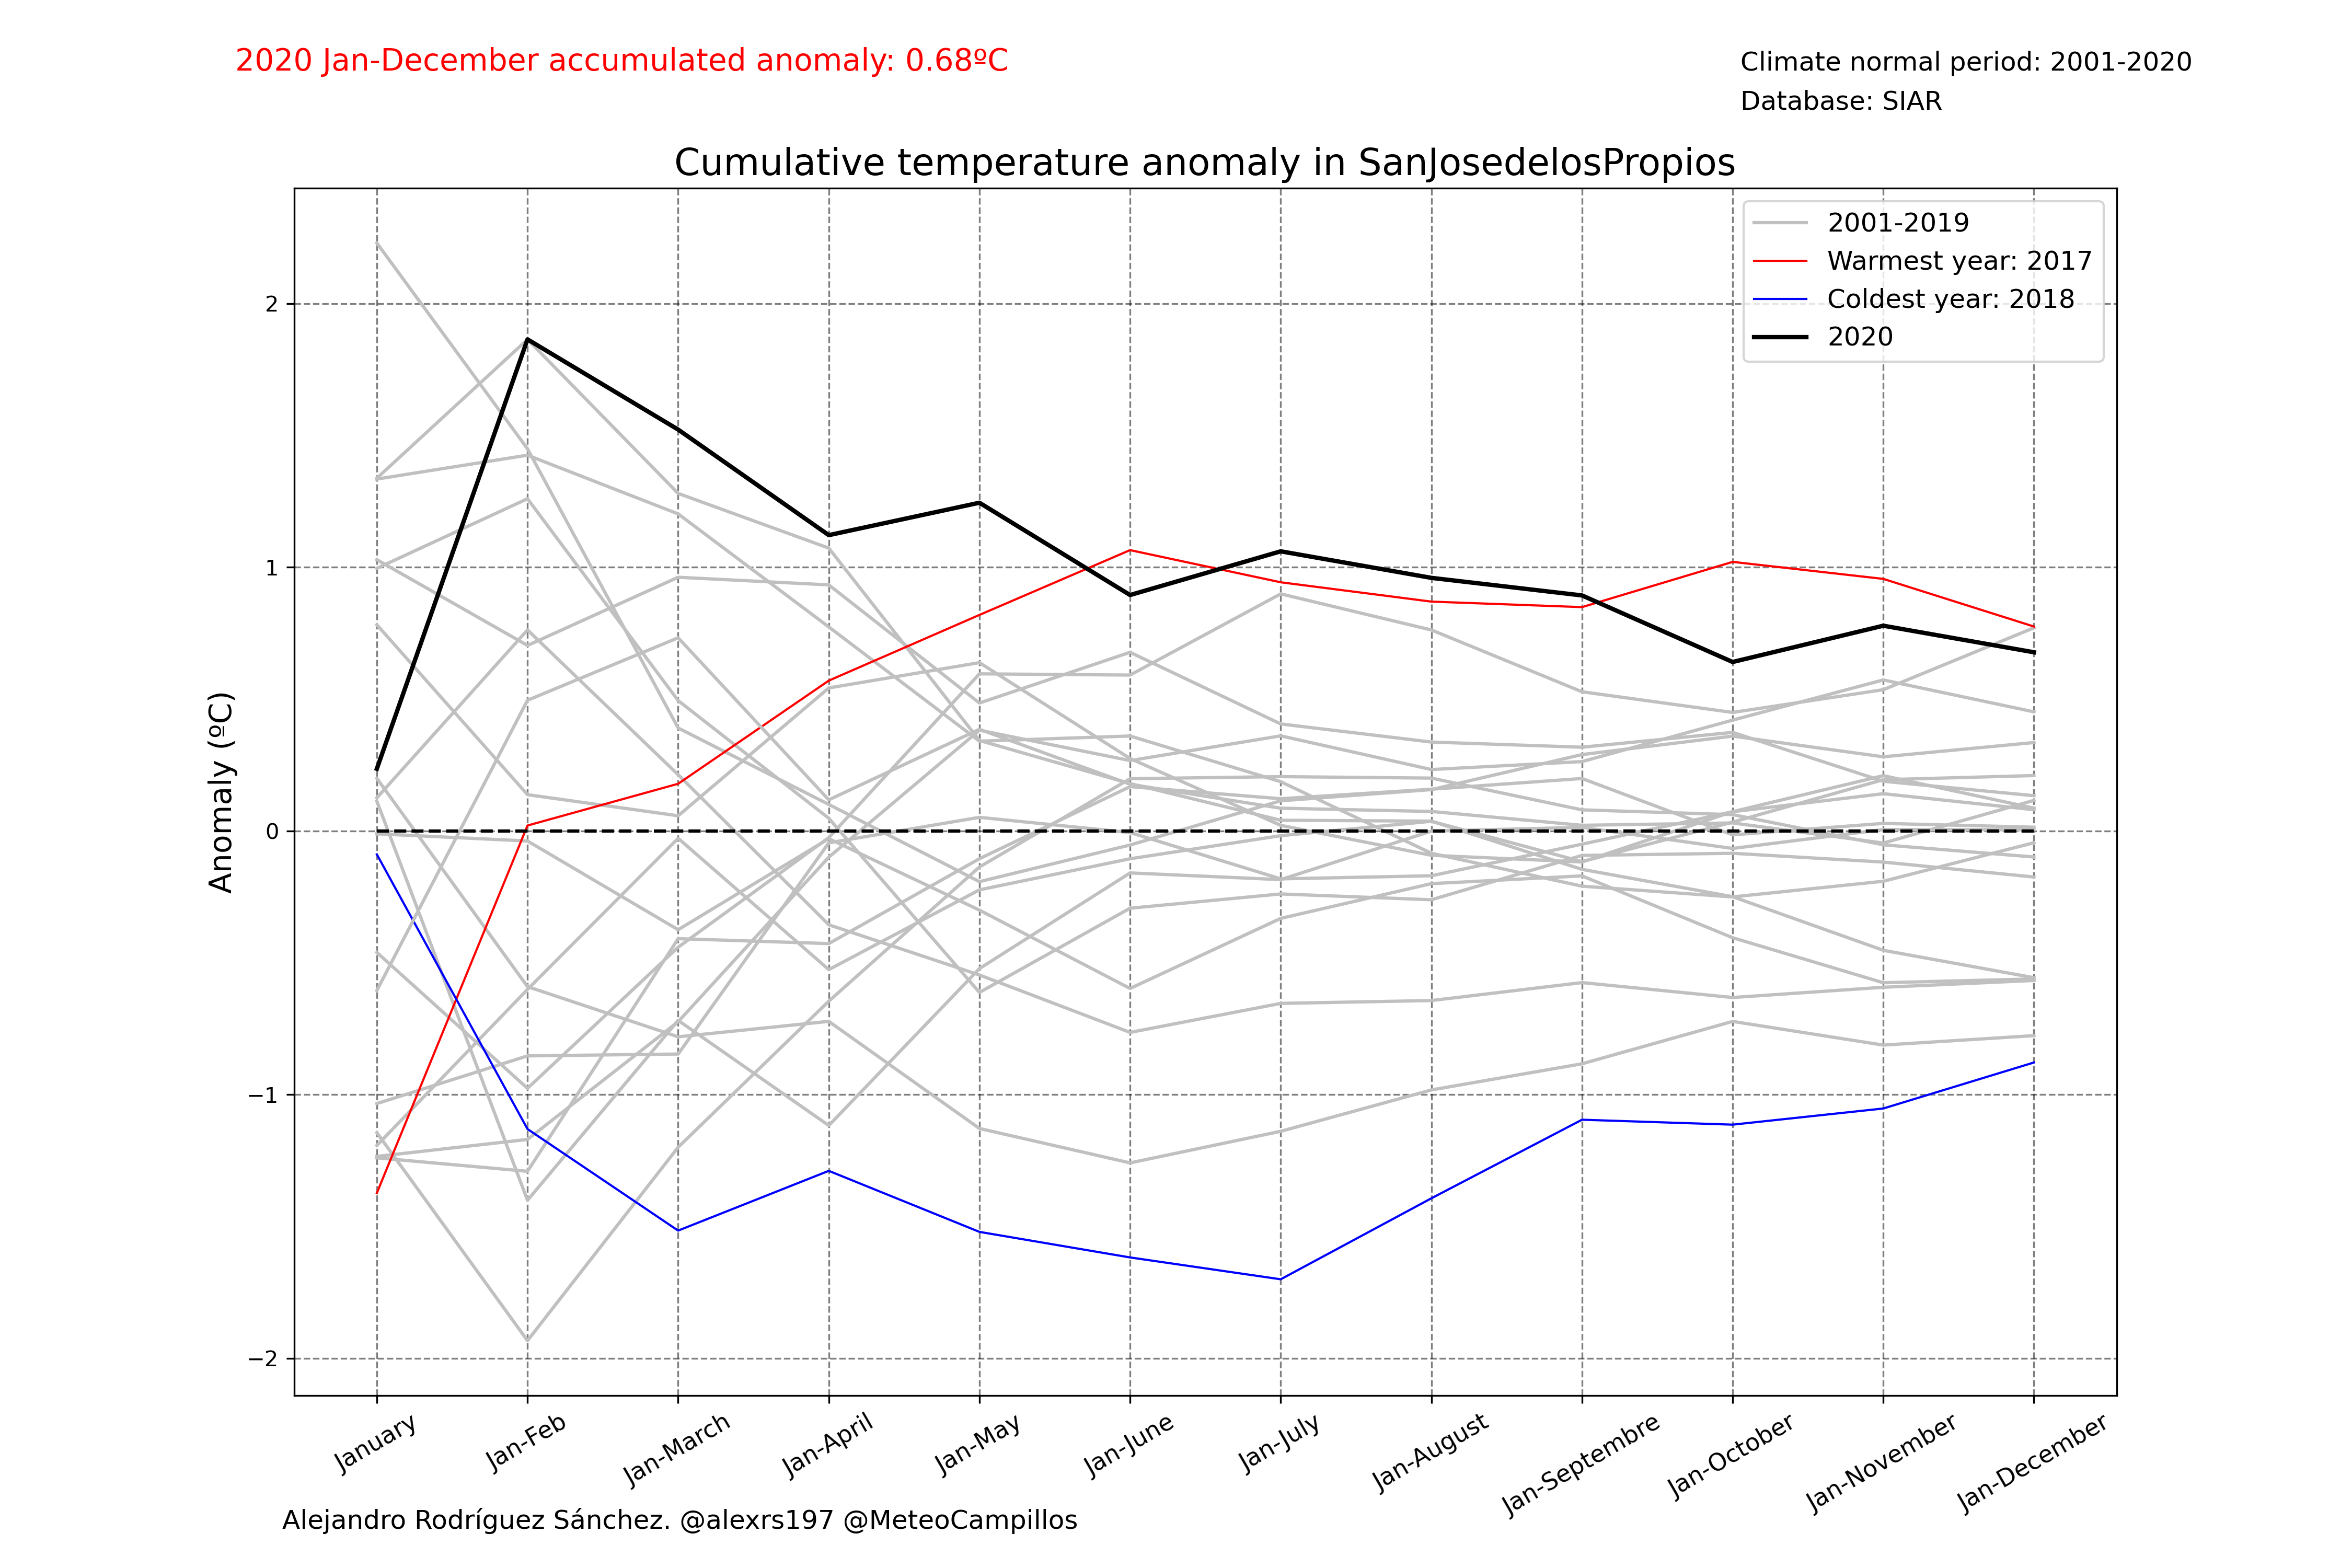 2020 Jan-December accumulated anomaly: 0.68ºC
Climate normal period: 2001-2020
Database: SIAR
Cumulative temperature anomaly in SanJosedelosPropios
2001-2019
Warmest year: 2017
Coldest year: 2018
2020
Anomaly (ºC)
2
1
0
−1
−2
January
Jan-Feb
Jan-March
Jan-April
Jan-May
Jan-June
Jan-July
Jan-August
Jan-Septembre
Jan-October
Jan-November
Jan-December
Alejandro Rodríguez Sánchez. @alexrs197 @MeteoCampillos